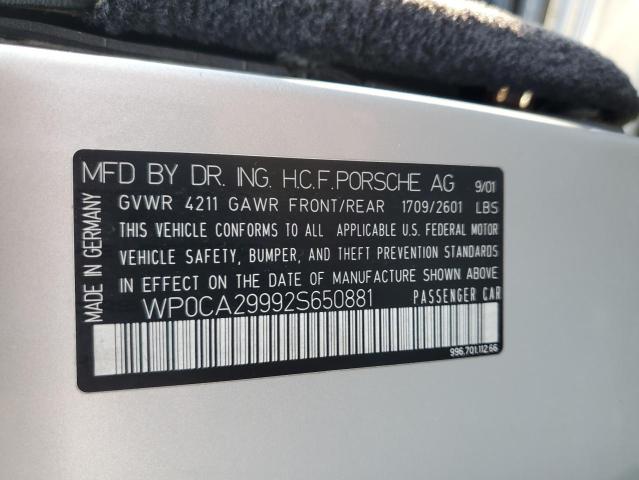 MADE IN GERMANY
MFD BY DR. ING. H.C.F.PORSCHE AG 9/01
GVWR 4211 GAWR FRONT/REAR 1709/2601 LBS
THIS VEHICLE CONFORMS TO ALL APPLICABLE U.S. FEDERAL MOTOR
VEHICLE SAFETY, BUMPER, AND THEFT PREVENTION STANDARDS
IN EFFECT ON THE DATE OF MANUFACTURE SHOWN ABOVE
WP0CA29992S650881 PASSENGER CAR
996.701.112.66